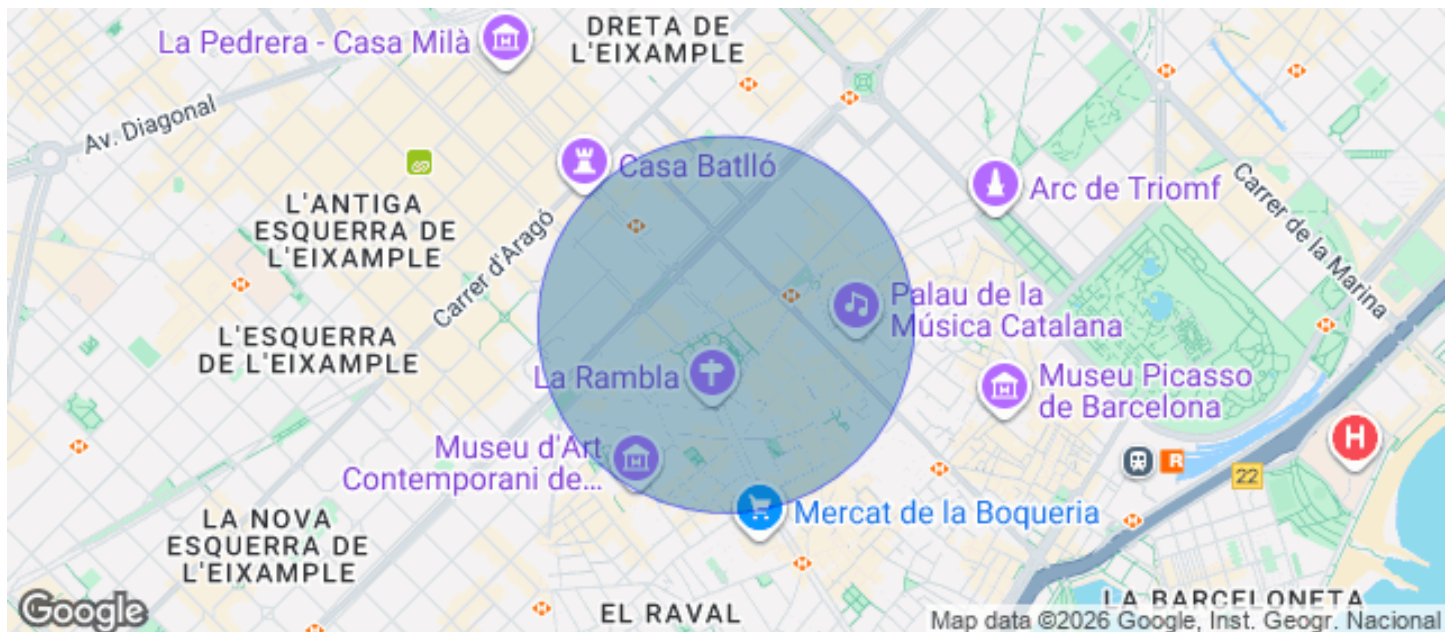 DRETA DE
L'EIXAMPLE
La Pedrera - Casa Milà
Av. Diagonal
Casa Batlló
Arc de Triomf
Carrer de la Marina
L'ANTIGA
ESQUERRA DE
L'EIXAMPLE
Carrer d'Aragó
Palau de la
Música Catalana
L'ESQUERRA
DE L'EIXAMPLE
La Rambla
Museu Picasso
de Barcelona
H
Museu d'Art
Contemporani de...
R
22
Mercat de la Boqueria
LA NOVA
ESQUERRA DE
L'EIXAMPLE
EL RAVAL
LA BARCELONETA
Google
Map data ©2026 Google, Inst. Geogr. Nacional